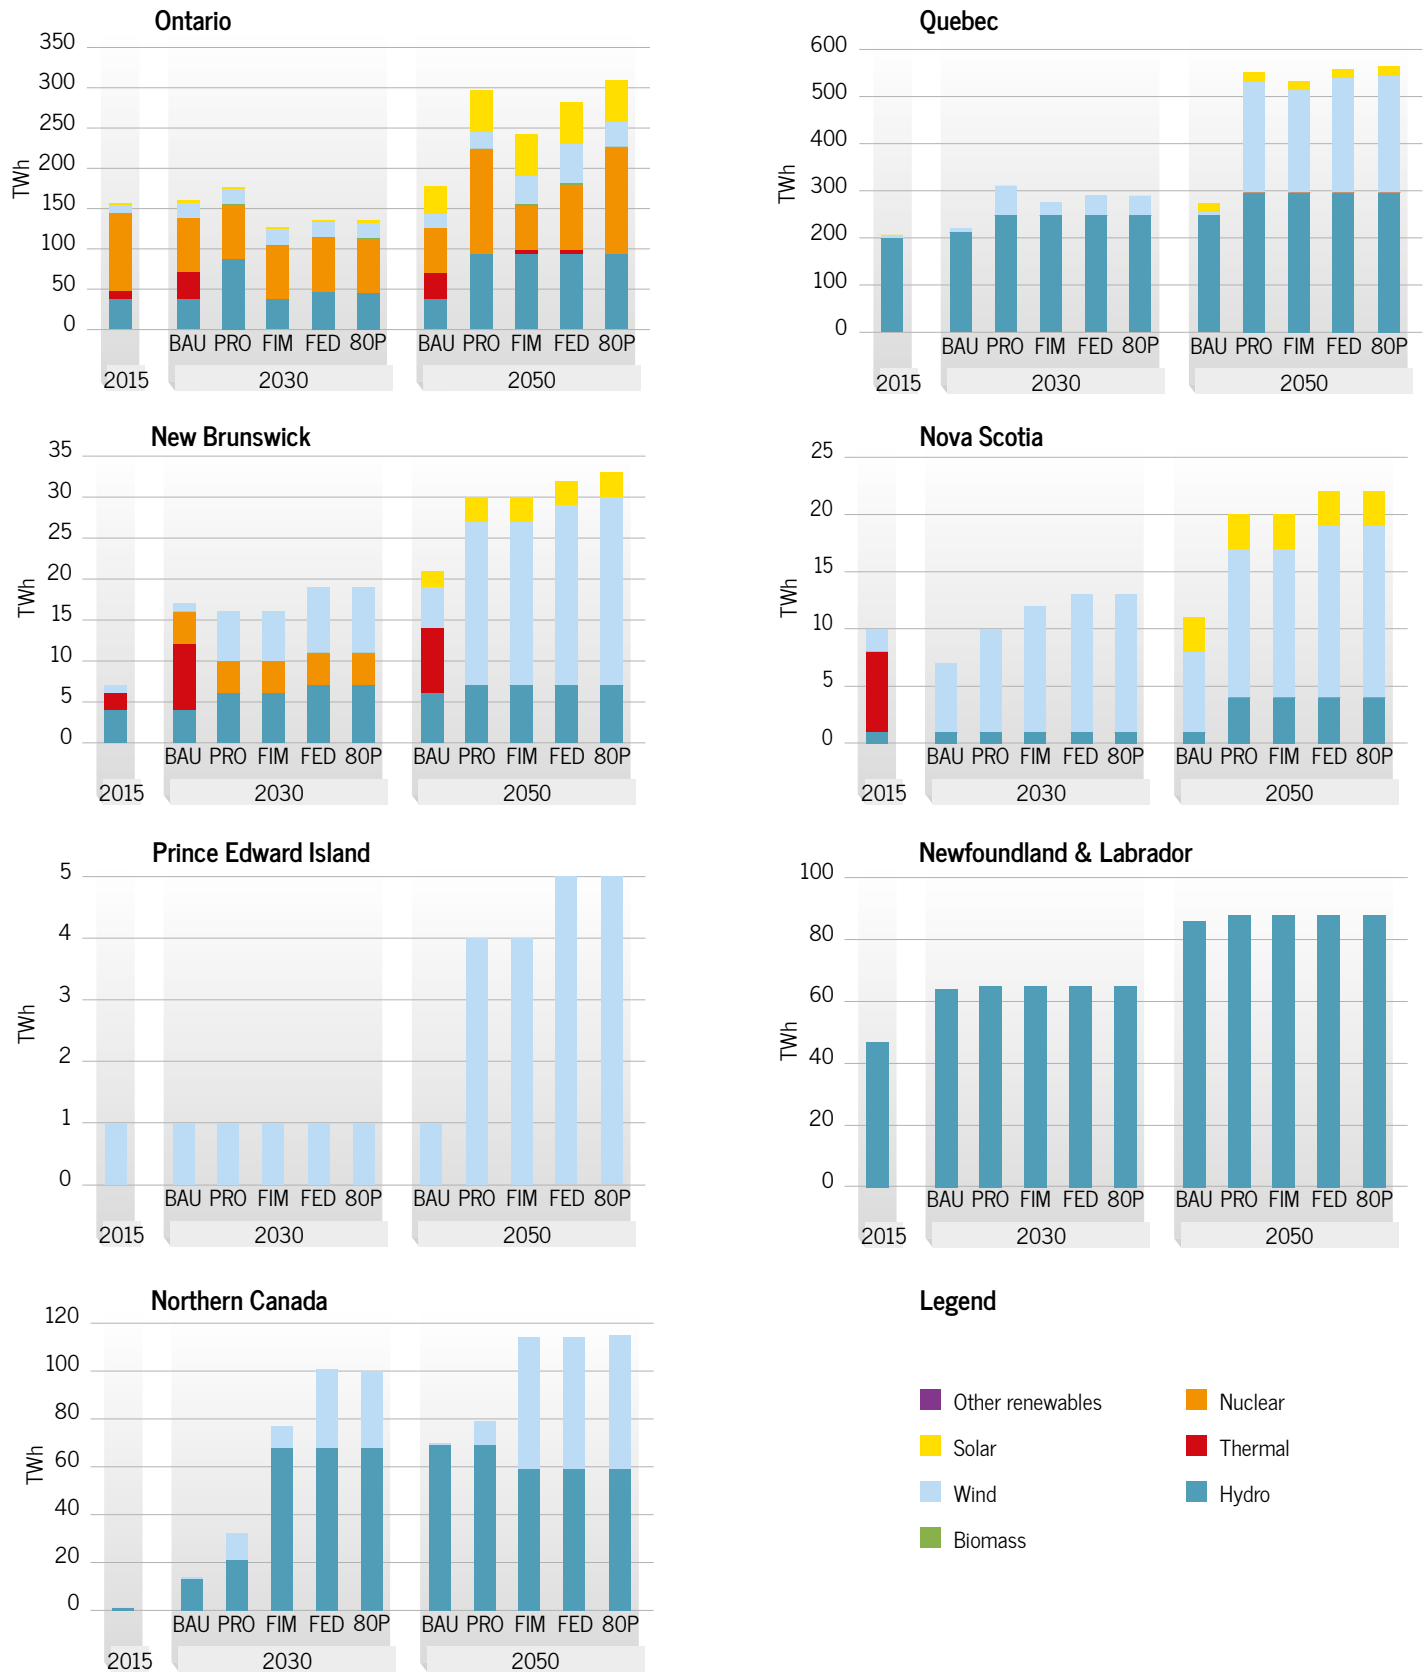 Ontario
350
300
250
200
150
100
50
0
TWh
BAU PRO FIM FED 80P
BAU PRO FIM FED 80P
2015
2030
2050
Quebec
600
500
400
300
200
100
0
TWh
BAU PRO FIM FED 80P
BAU PRO FIM FED 80P
2015
2030
2050
New Brunswick
35
30
25
20
15
10
5
0
TWh
BAU PRO FIM FED 80P
BAU PRO FIM FED 80P
2015
2030
2050
Nova Scotia
25
20
15
10
5
0
TWh
BAU PRO FIM FED 80P
BAU PRO FIM FED 80P
2015
2030
2050
Prince Edward Island
5
4
3
2
1
0
TWh
BAU PRO FIM FED 80P
BAU PRO FIM FED 80P
2015
2030
2050
Newfoundland & Labrador
100
80
60
40
20
0
TWh
BAU PRO FIM FED 80P
BAU PRO FIM FED 80P
2015
2030
2050
Northern Canada
120
100
80
60
40
20
0
TWh
BAU PRO FIM FED 80P
BAU PRO FIM FED 80P
2015
2030
2050
Legend
Other renewables
Solar
Wind
Biomass
Nuclear
Thermal
Hydro